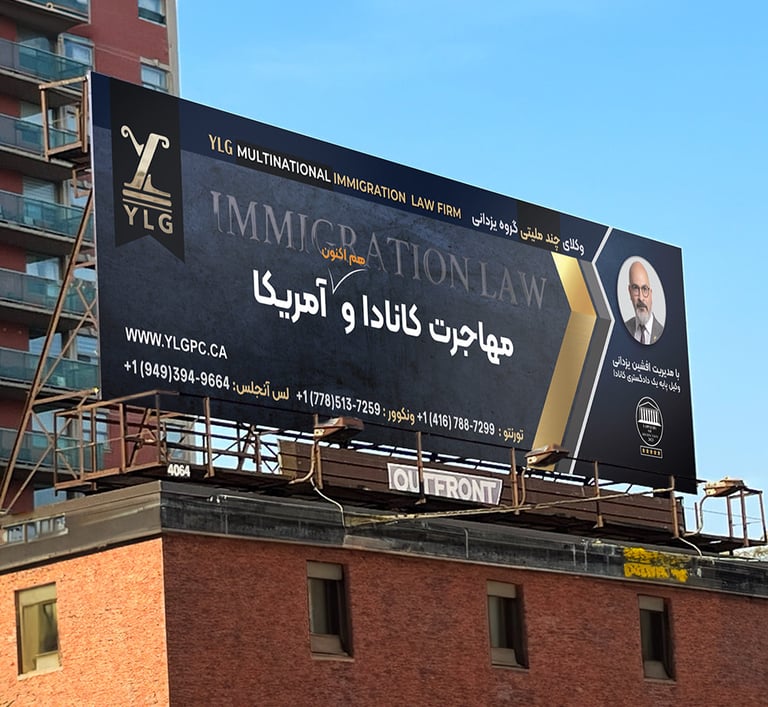 YLG
YLG MULTINATIONAL IMMIGRATION LAW FIRM
وکلای چند ملیتی گروه یزدانی
IMMIGRATION LAW
هم اکنون
مهاجرت کانادا و آمریکا
WWW.YLGPC.CA
تورنتو : 7299-788 (416) 1+ ونکوور : 7259-513(778) 1+ لس آنجلس: 9664-394(949) 1+
با مدیریت افشین یزدانی
وکیل پایه یک دادگستری کانادا
4064
OUTFRONT